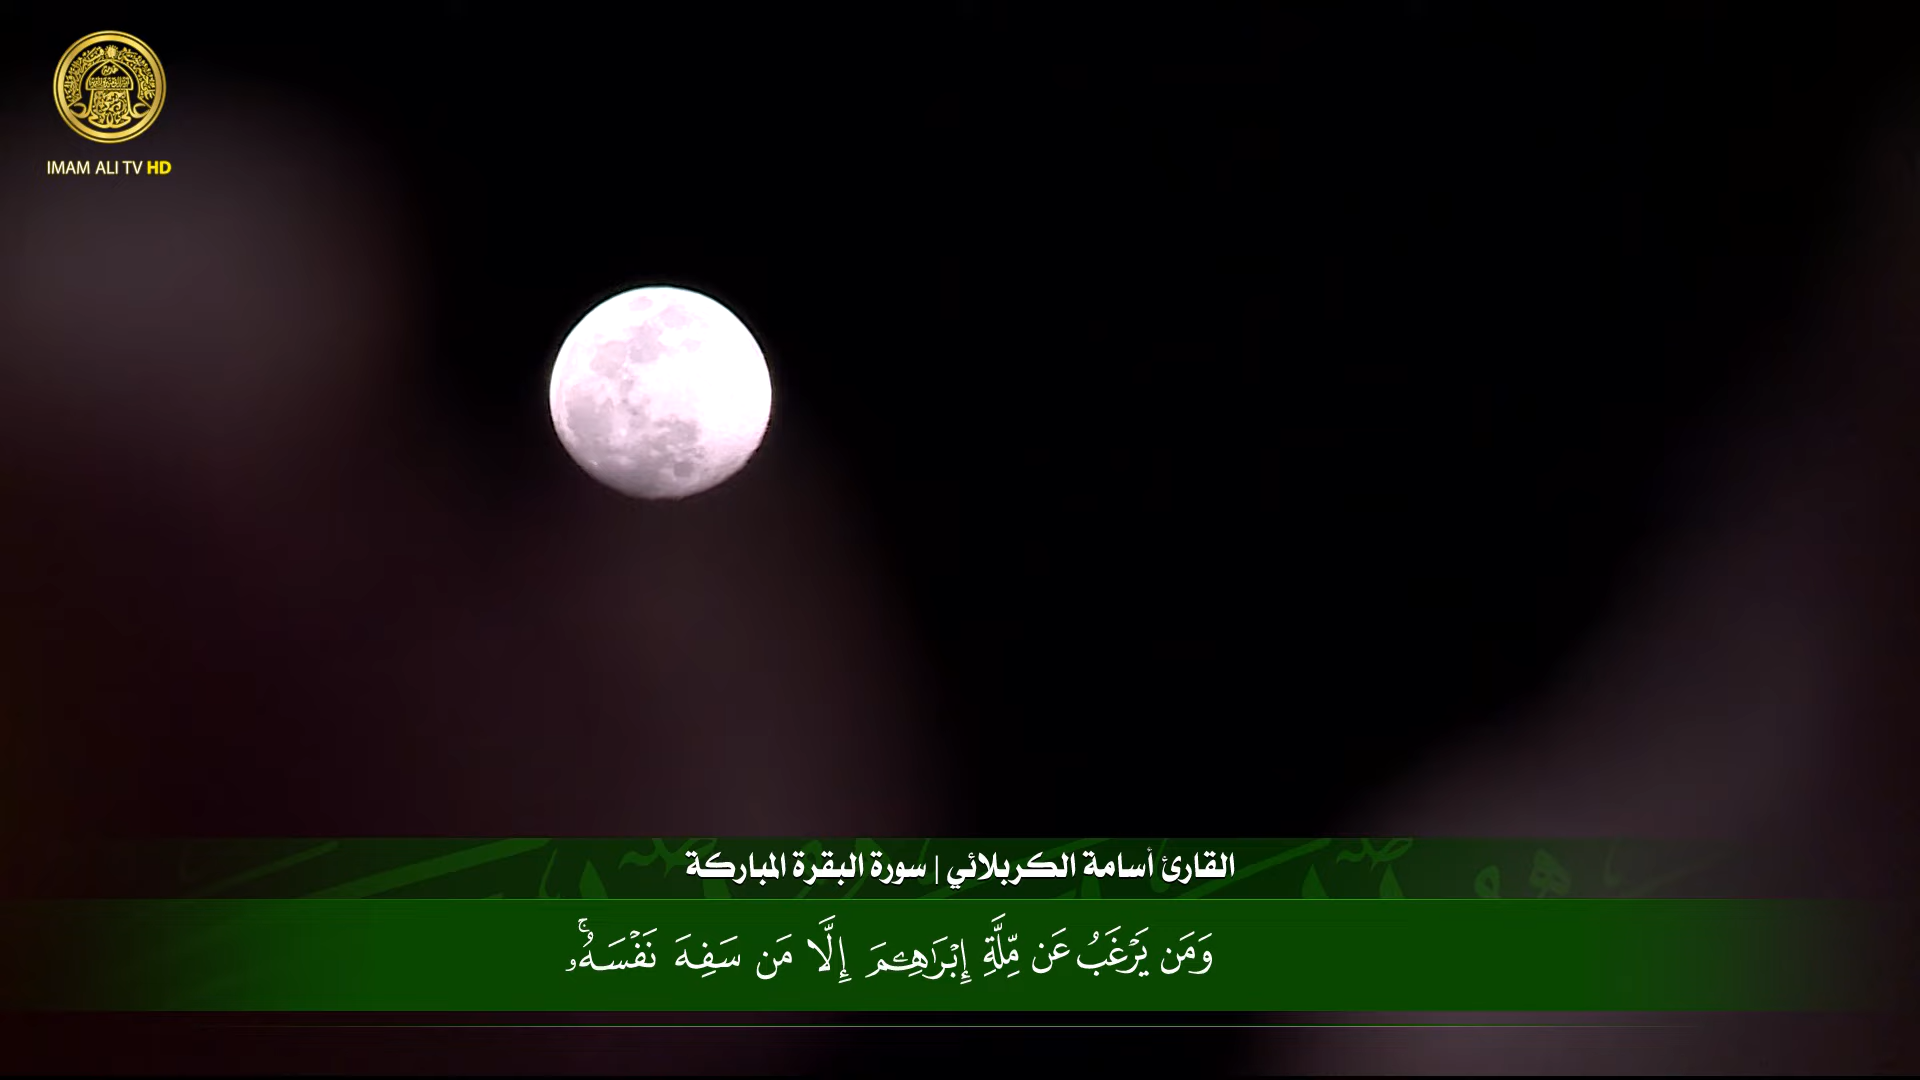 IMAM ALI TV HD
القارئ أسامة الكربلائي | سورة البقرة المباركة
وَمَن يَرۡغَبُ عَن مِّلَّةِ إِبۡرَٰهِـۧمَ إِلَّا مَن سَفِهَ نَفۡسَهُۥۚ